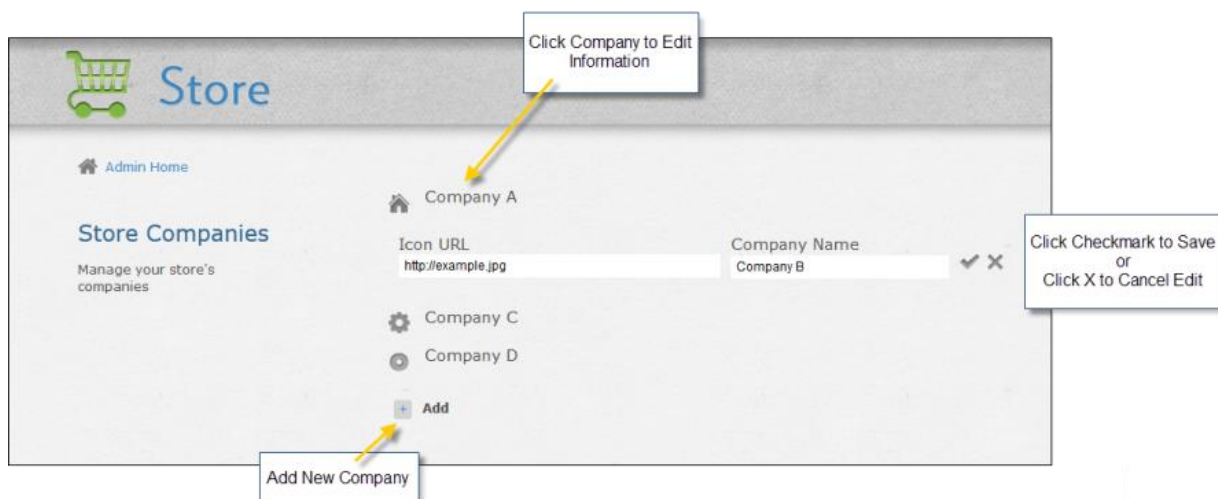 Click Company to Edit
Information
Store
Admin Home
Company A
Store Companies
Manage your store's
companies
Icon URL
Company Name
http://example.jpg
Company B
Click Checkmark to Save
or
Click X to Cancel Edit
Company C
Company D
+ Add
Add New Company